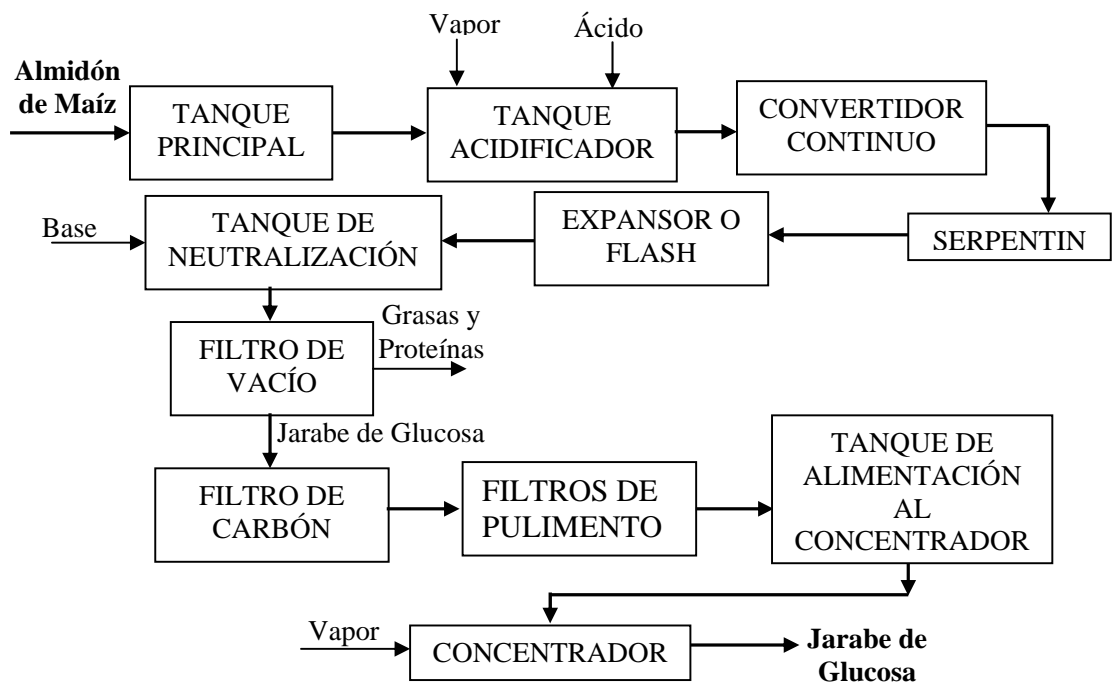 Vapor
Ácido
Almidón
de Maíz
TANQUE
PRINCIPAL
TANQUE
ACIDIFICADOR
CONVERTIDOR
CONTINUO
Base
TANQUE DE
NEUTRALIZACIÓN
EXPANSOR O
FLASH
SERPENTIN
FILTRO DE
VACÍO
Grasas y
Proteínas
Jarabe de Glucosa
FILTRO DE
CARBÓN
FILTROS DE
PULIMENTO
TANQUE DE
ALIMENTACIÓN
AL
CONCENTRADOR
Vapor
CONCENTRADOR
Jarabe de
Glucosa